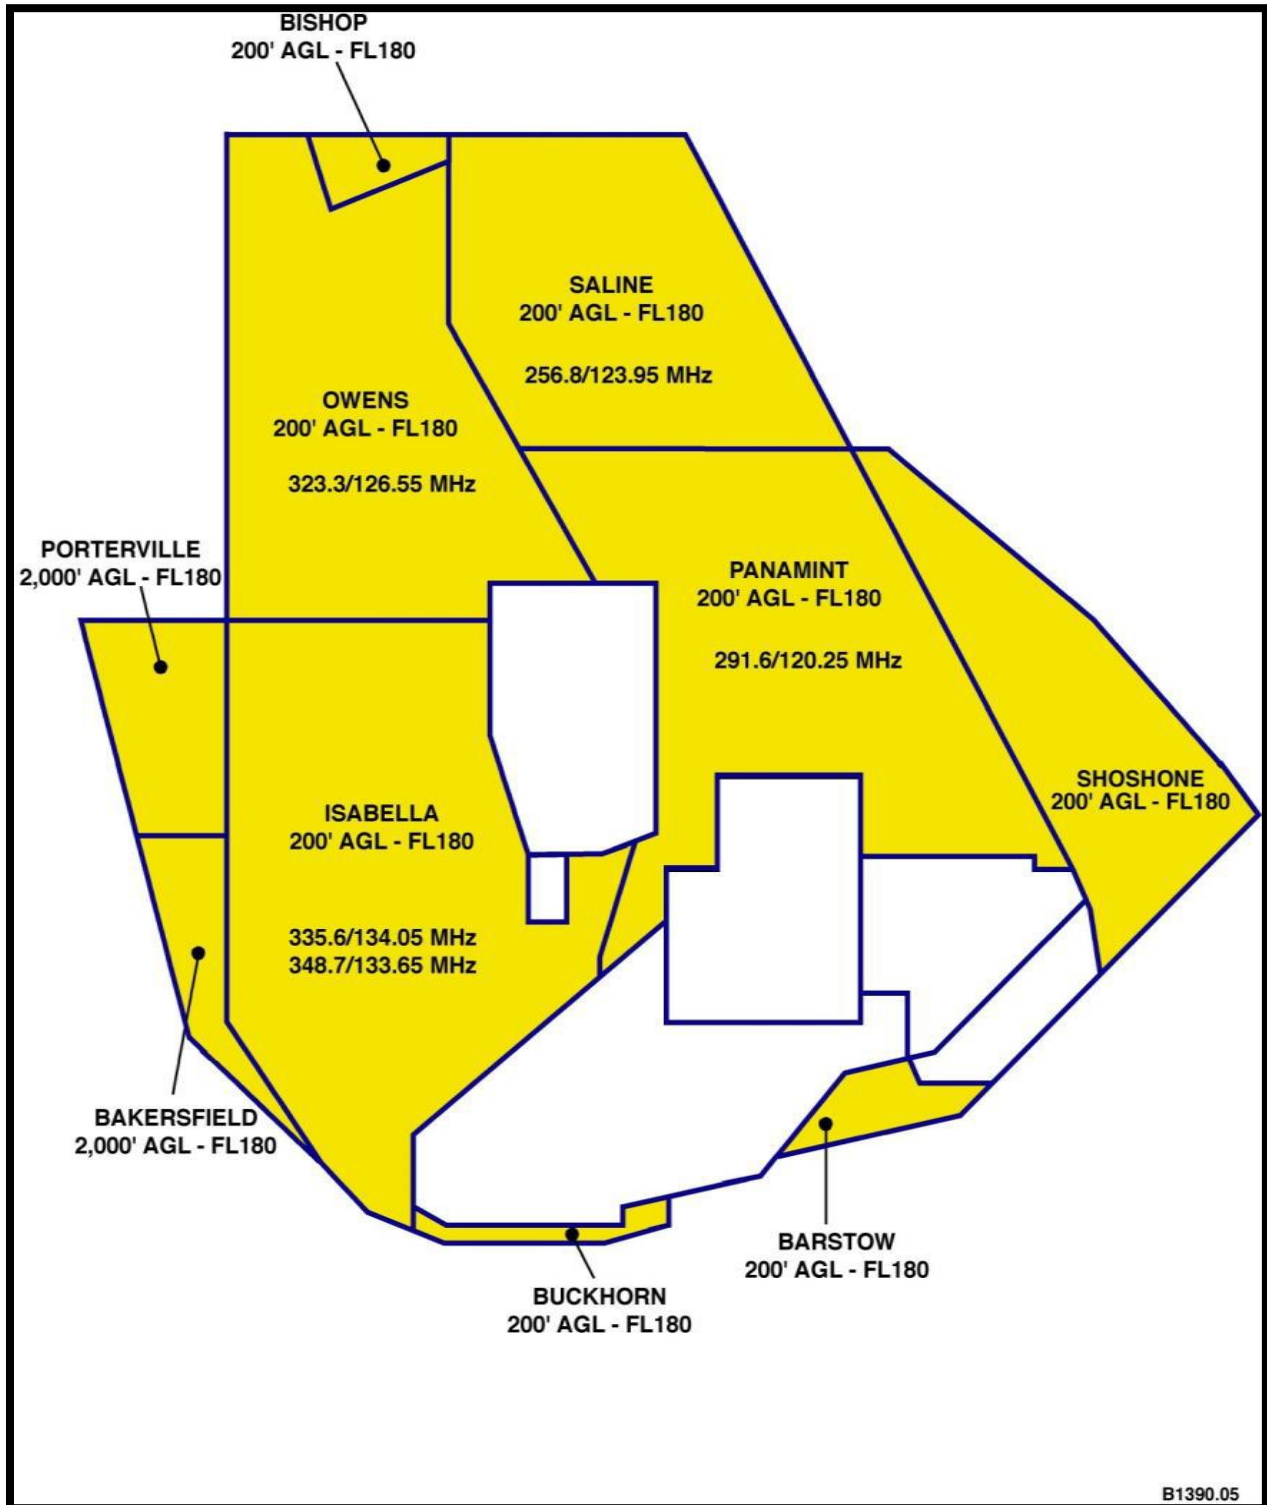 BISHOP
200' AGL - FL180
SALINE
200' AGL - FL180
256.8/123.95 MHz
OWENS
200' AGL - FL180
323.3/126.55 MHz
PORTERVILLE
2,000' AGL - FL180
PANAMINT
200' AGL - FL180
291.6/120.25 MHz
SHOSHONE
200' AGL - FL180
ISABELLA
200' AGL - FL180
335.6/134.05 MHz
348.7/133.65 MHz
BAKERSFIELD
2,000' AGL - FL180
BARSTOW
200' AGL - FL180
BUCKHORN
200' AGL - FL180
B1390.05